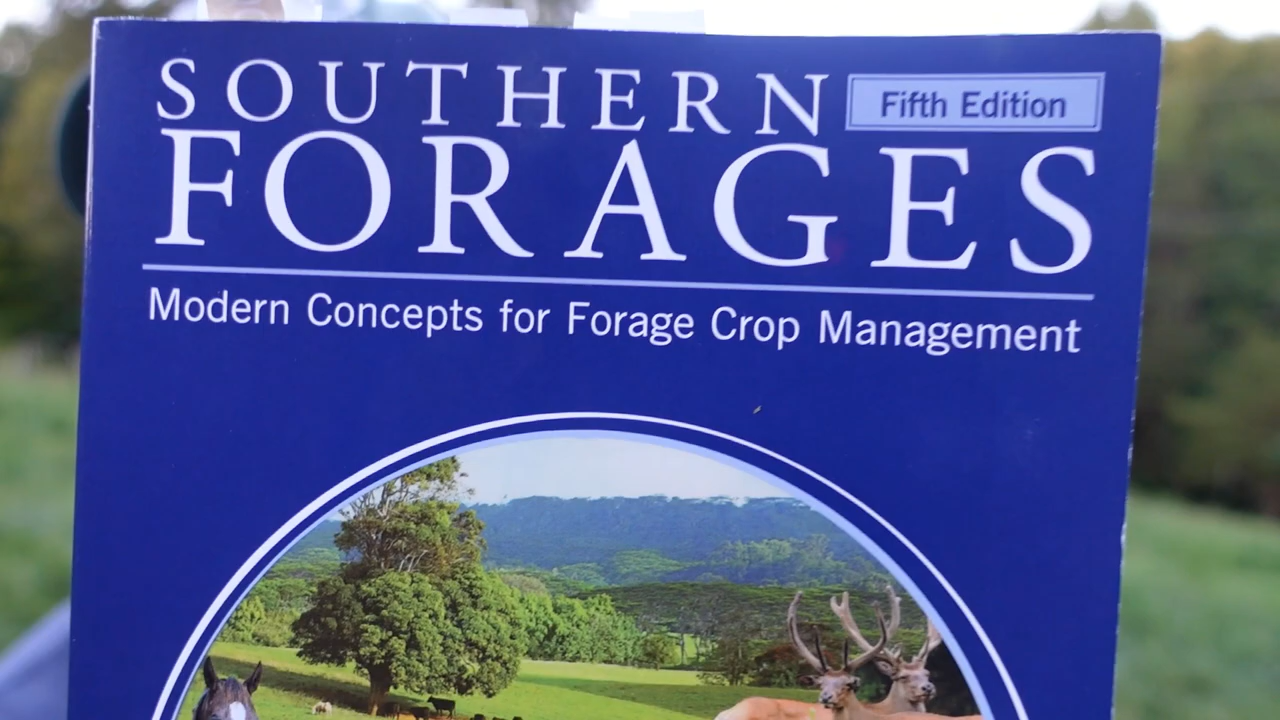 SOUTHERN
Fifth Edition
FORAGES
Modern Concepts for Forage Crop Management